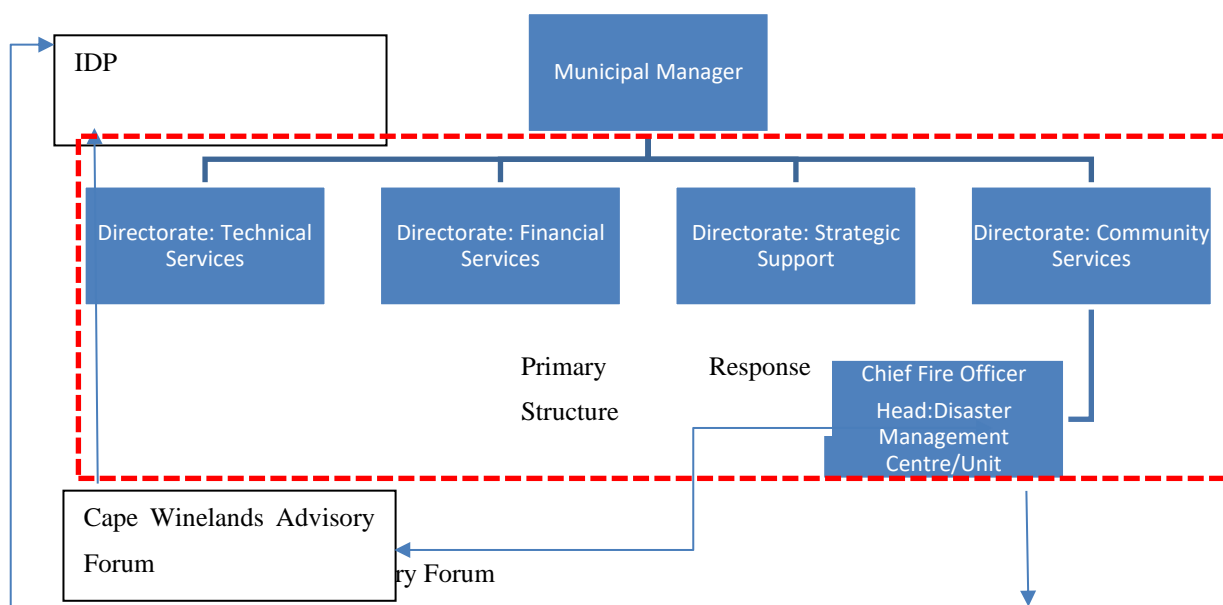 IDP
Municipal Manager
Directorate: Technical
Services
Directorate: Financial
Services
Directorate: Strategic
Support
Directorate: Community
Services
Primary Response
Structure
Chief Fire Officer
Head:Disaster
Management
Centre/Unit
Cape Winelands Advisory
Forum
ry Forum